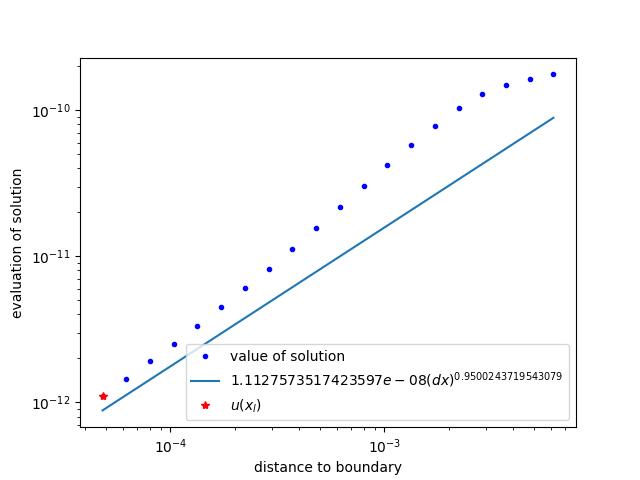 10^{-10}
10^{-11}
10^{-12}
evaluation of solution
value of solution
1.1127573517423597e − 08(dx)^{0.9500243719543079}
u(x_I)
10^{-4}
10^{-3}
distance to boundary